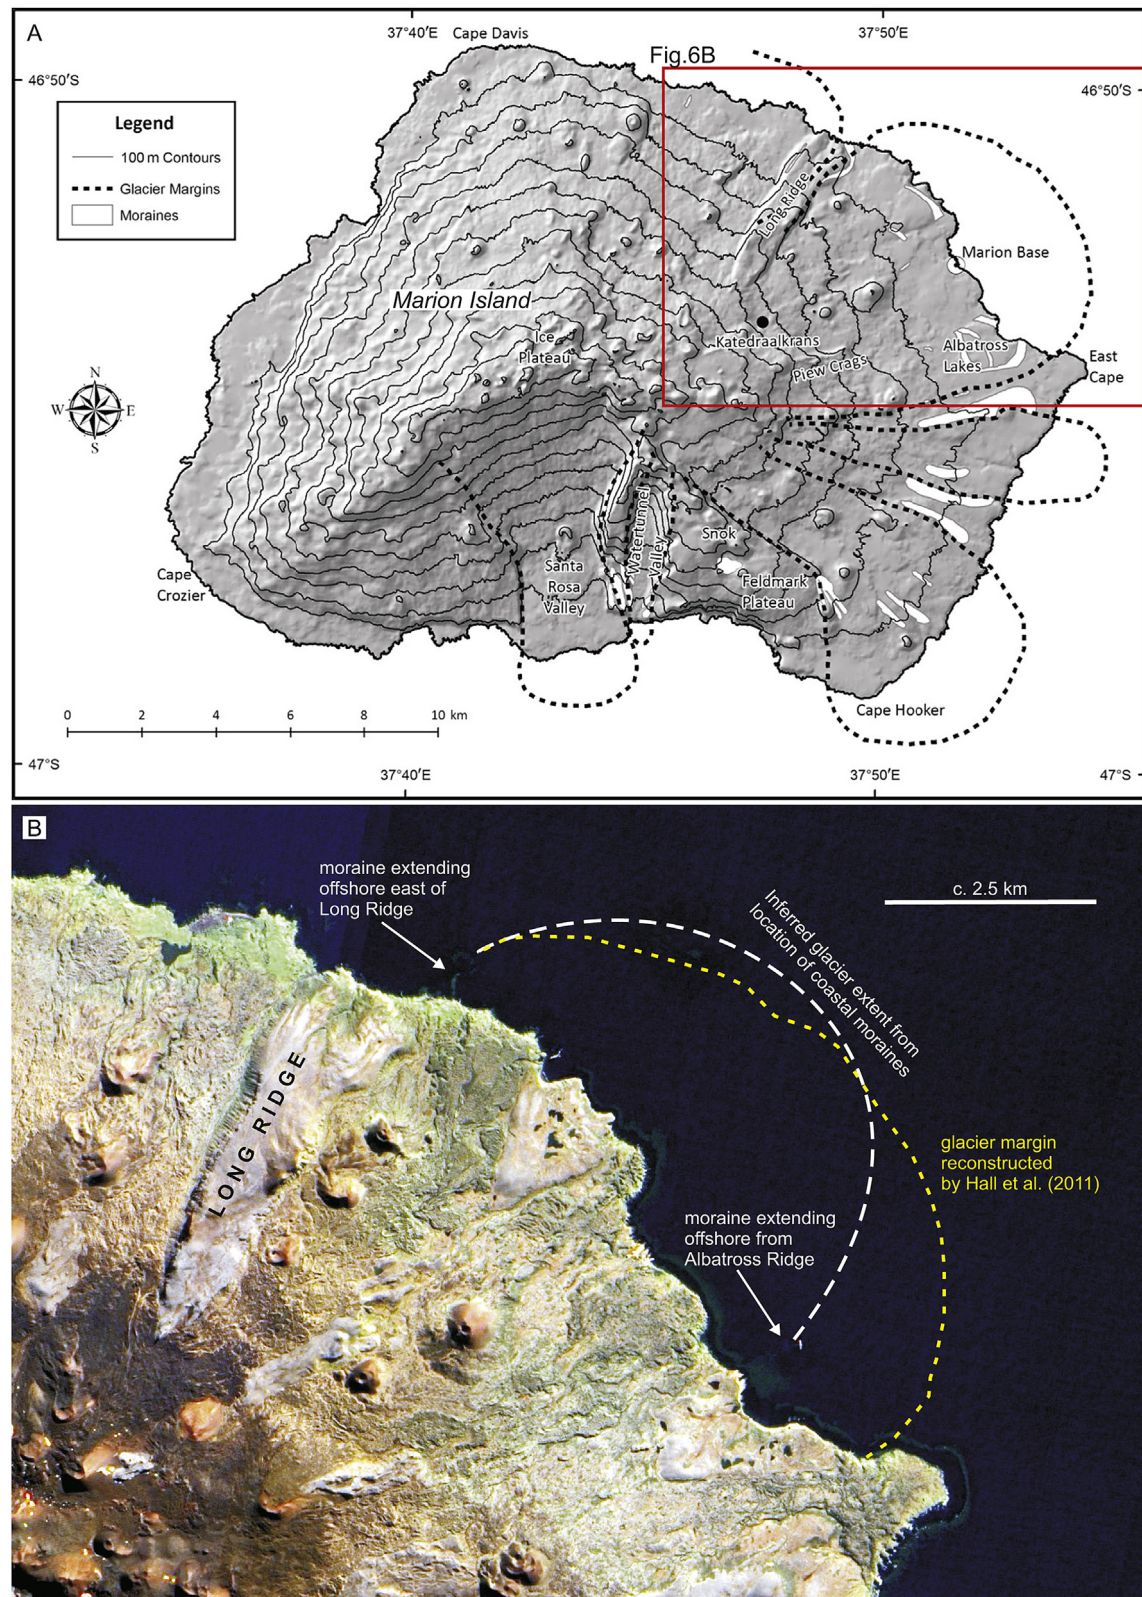 A
37°40′E
Cape Davis
37°50′E
Fig.6B
46°50′S
46°50′S
Legend
100 m Contours
Glacier Margins
Moraines
Long Ridge
Marion Base
Marion Island
Ice
Plateau
Katedraalkrans
Piew Crags
Albatross
Lakes
East
Cape
N
W
E
S
Snok
Watertunnel
Valley
Santa
Rosa
Valley
Feldmark
Plateau
Cape
Crozier
Cape Hooker
0 2 4 6 8 10 km
47°S
37°40′E
37°50′E
47°S
B
moraine extending
offshore east of
Long Ridge
c. 2.5 km
Inferred glacier extent from
location of coastal moraines
LONG RIDGE
glacier margin
reconstructed
by Hall et al. (2011)
moraine extending
offshore from
Albatross Ridge